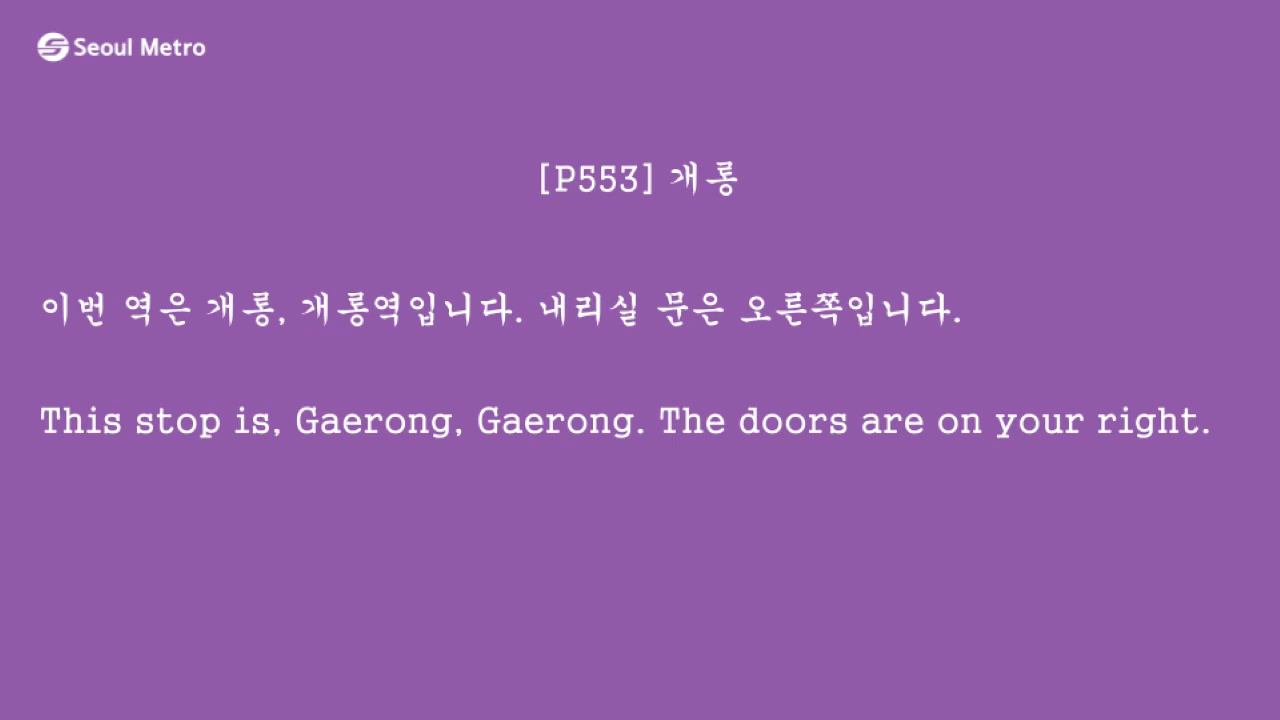 Seoul Metro
[P553] 개롱
이번 역은 개롱, 개롱역입니다. 내리실 문은 오른쪽입니다.
This stop is, Gaerong, Gaerong. The doors are on your right.